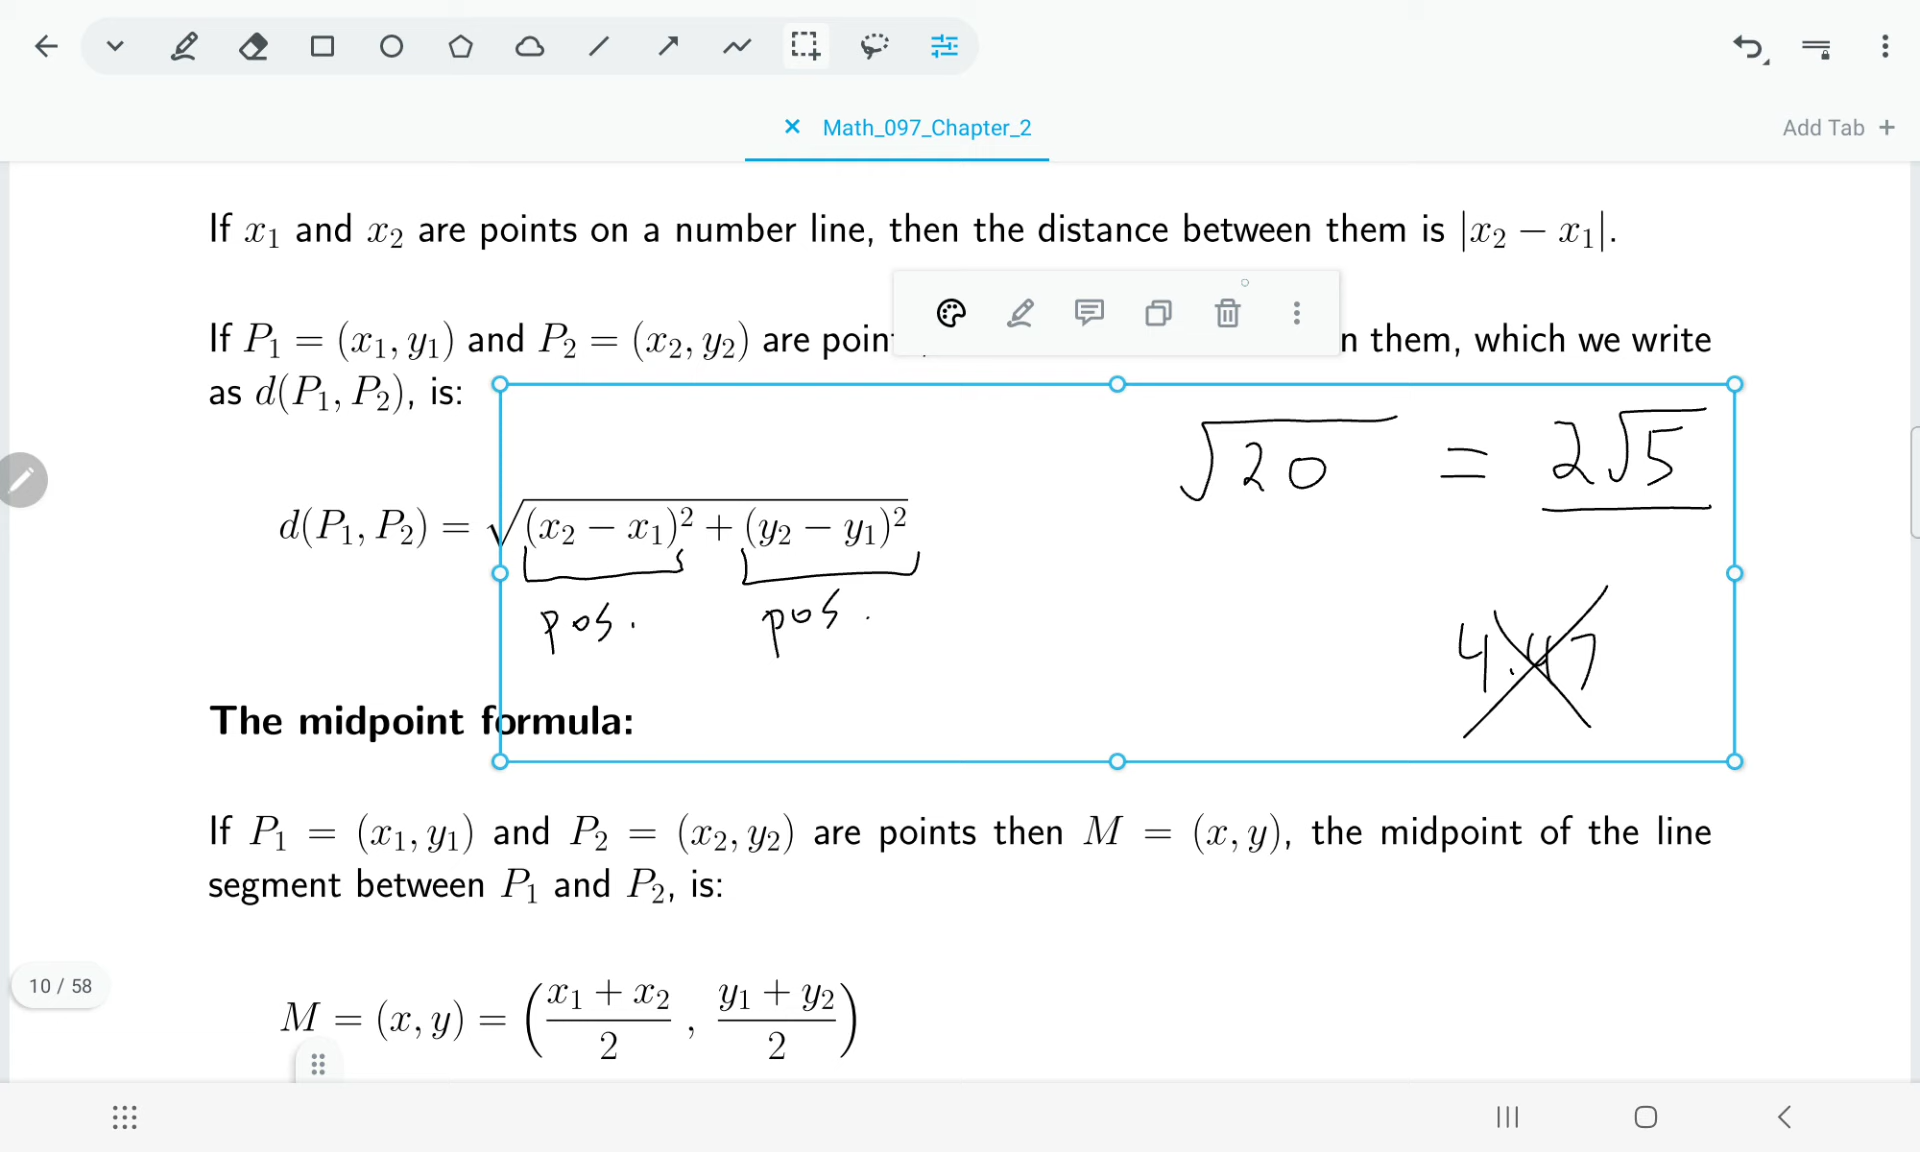 Math_097_Chapter_2
Add Tab +
If x₁ and x₂ are points on a number line, then the distance between them is |x₂ − x₁|.
If P₁ = (x₁, y₁) and P₂ = (x₂, y₂) are poin n them, which we write
as d(P₁, P₂), is:
√20 = 2√5
d(P₁, P₂) = √((x₂ − x₁)² + (y₂ − y₁)²)
pos. pos.
4.47
The midpoint formula:
If P₁ = (x₁, y₁) and P₂ = (x₂, y₂) are points then M = (x, y), the midpoint of the line
segment between P₁ and P₂, is:
10 / 58
M = (x, y) = ((x₁ + x₂)/2 , (y₁ + y₂)/2)